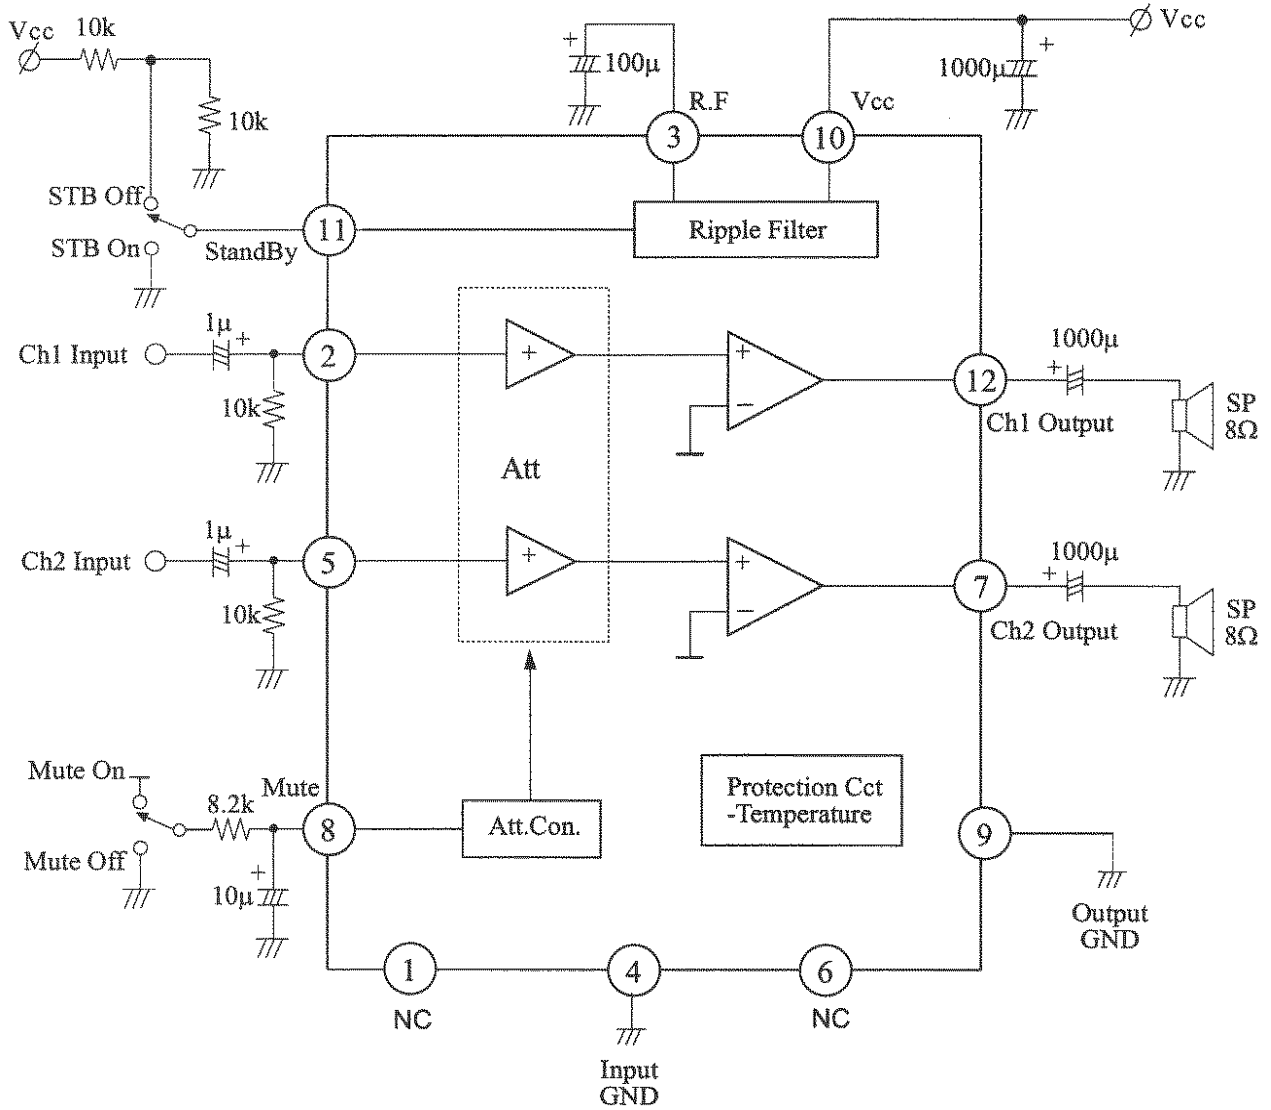 Vcc
10k
10k
STB Off
STB On
StandBy
11
+
100μ
R.F
3
Vcc
10
1000μ
+
Vcc
Ripple Filter
Ch1 Input
1μ
+
2
10k
+
+
−
12
1000μ
+
Ch1 Output
SP
8Ω
Att
Ch2 Input
1μ
+
5
10k
+
+
−
7
1000μ
+
Ch2 Output
SP
8Ω
Mute On
Mute Off
8.2k
Mute
8
+
10μ
Att.Con.
Protection Cct
-Temperature
9
Output
GND
1
NC
4
Input
GND
6
NC